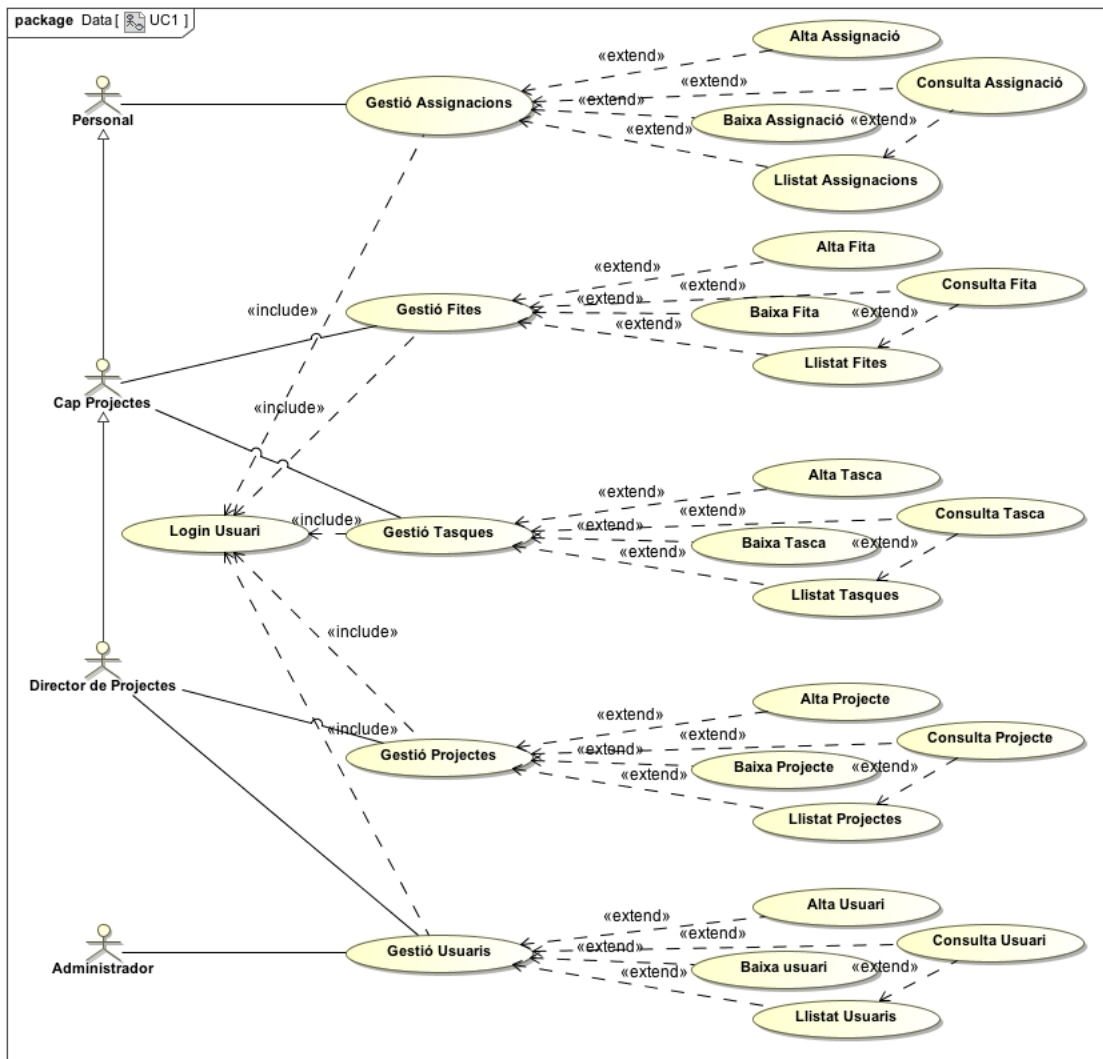 package Data [ UC1 ]
Alta Assignació
«extend»
Consulta Assignació
«extend»
Personal
Gestió Assignacions
«extend»
Baixa Assignació
«extend»
«extend»
Llistat Assignacions
Alta Fita
«extend»
Consulta Fita
«extend»
«include»
Gestió Fites
«extend»
Baixa Fita
«extend»
«extend»
Llistat Fites
Cap Projectes
«include»
Alta Tasca
«extend»
Consulta Tasca
«extend»
Login Usuari
«include»
Gestió Tasques
«extend»
Baixa Tasca
«extend»
«extend»
Llistat Tasques
«include»
Director de Projectes
Alta Projecte
«extend»
«include»
Consulta Projecte
«extend»
Gestió Projectes
«extend»
Baixa Projecte
«extend»
«extend»
Llistat Projectes
Alta Usuari
«extend»
Consulta Usuari
«extend»
Administrador
Gestió Usuaris
«extend»
Baixa usuari
«extend»
«extend»
Llistat Usuaris